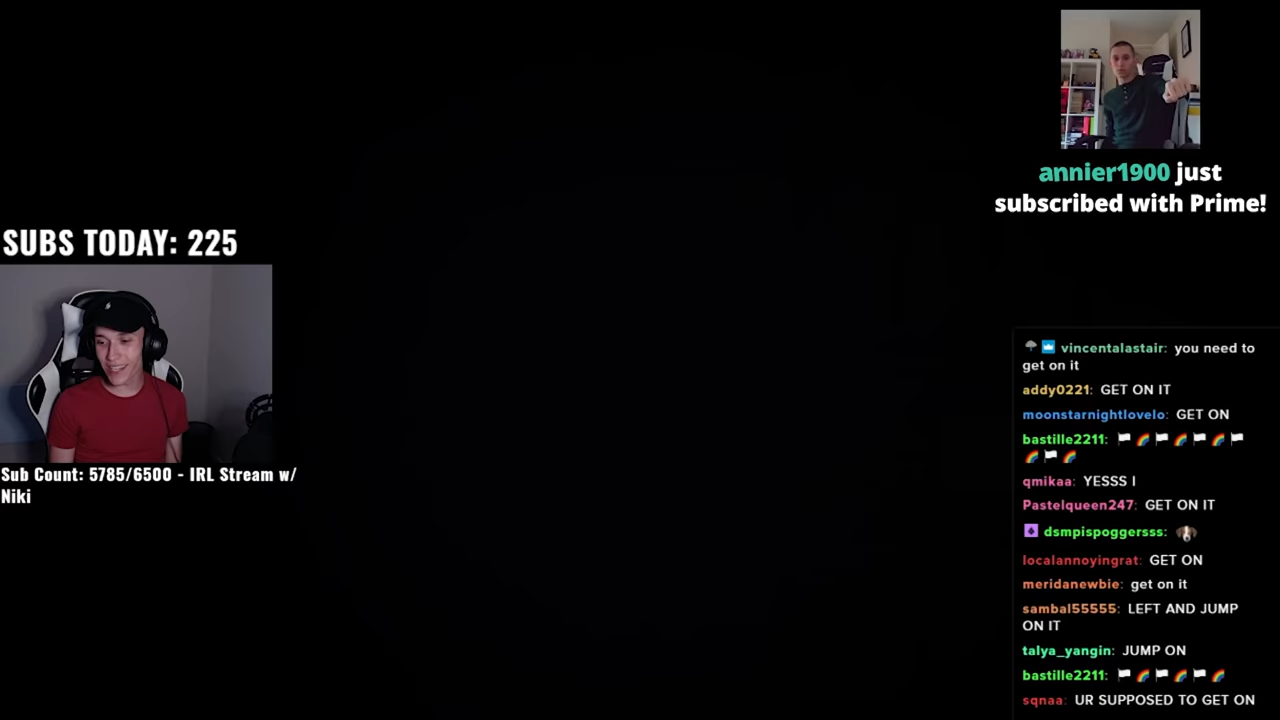 annier1900 just
subscribed with Prime!
SUBS TODAY: 225
Sub Count: 5785/6500 - IRL Stream w/
Niki
vincentalastair: you need to
get on it
addy0221: GET ON IT
moonstarnightlovelo: GET ON
bastille2211: 🏳 🌈 🏳 🌈 🏳 🌈 🏳
🌈 🏳 🌈
qmikaa: YESSS I
Pastelqueen247: GET ON IT
dsmpispoggersss:
localannoyingrat: GET ON
meridanewbie: get on it
sambal55555: LEFT AND JUMP
ON IT
talya_yangin: JUMP ON
bastille2211: 🏳 🌈 🏳 🌈 🏳 🌈
sqnaa: UR SUPPOSED TO GET ON